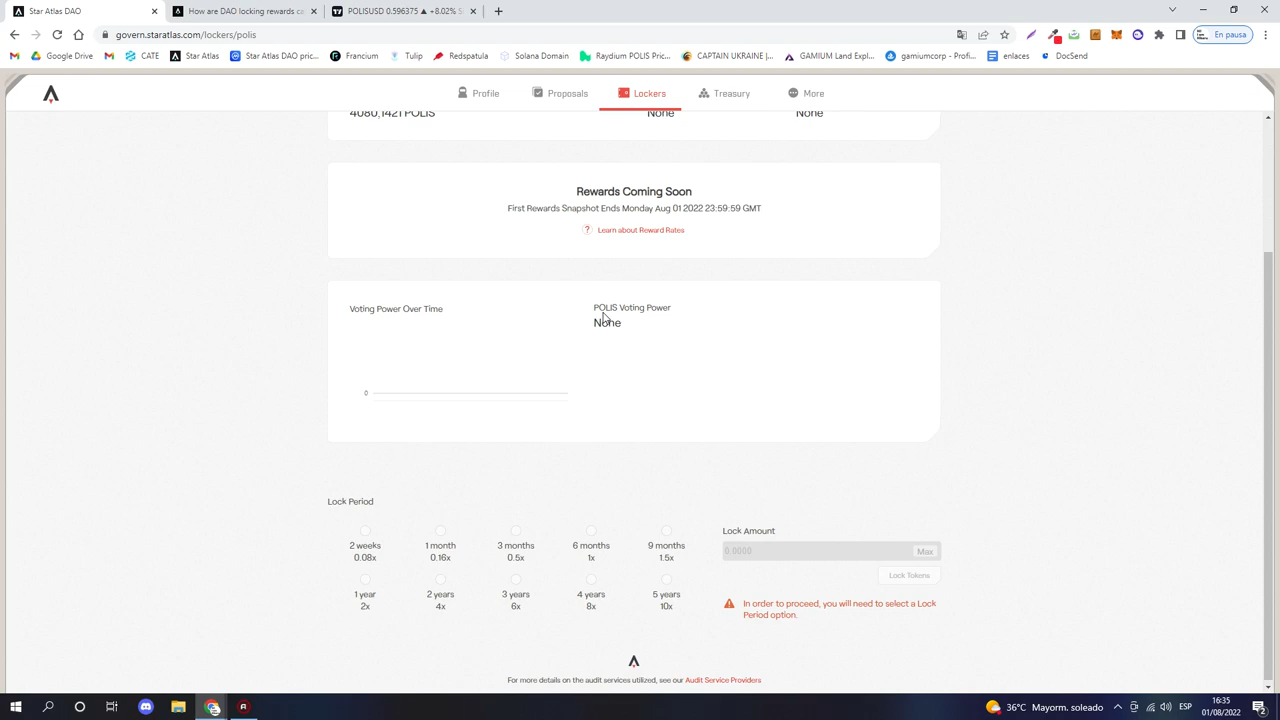 Star Atlas DAO
How are DAO locking rewards ca
POLISUSD 0.596375 ▲ +8.02%
govern.staratlas.com/lockers/polis
En pausa
Google Drive
CATE
Star Atlas
Star Atlas DAO pric...
Francium
Tulip
Redspatula
Solana Domain
Raydium POLIS Pric...
CAPTAIN UKRAINE |...
GAMIUM Land Expl...
gamiumcorp - Profi...
enlaces
DocSend
Profile
Proposals
Lockers
Treasury
More
4080,1421 POLIS
None
None
Rewards Coming Soon
First Rewards Snapshot Ends Monday Aug 01 2022 23:59:59 GMT
? Learn about Reward Rates
Voting Power Over Time
POLIS Voting Power
None
0
Lock Period
2 weeks
0.08x
1 month
0.16x
3 months
0.5x
6 months
1x
9 months
1.5x
1 year
2x
2 years
4x
3 years
6x
4 years
8x
5 years
10x
Lock Amount
0.0000
Max
Lock Tokens
In order to proceed, you will need to select a Lock
Period option.
For more details on the audit services utilized, see our Audit Service Providers
36°C Mayorm. soleado
ESP
16:35
01/08/2022
2